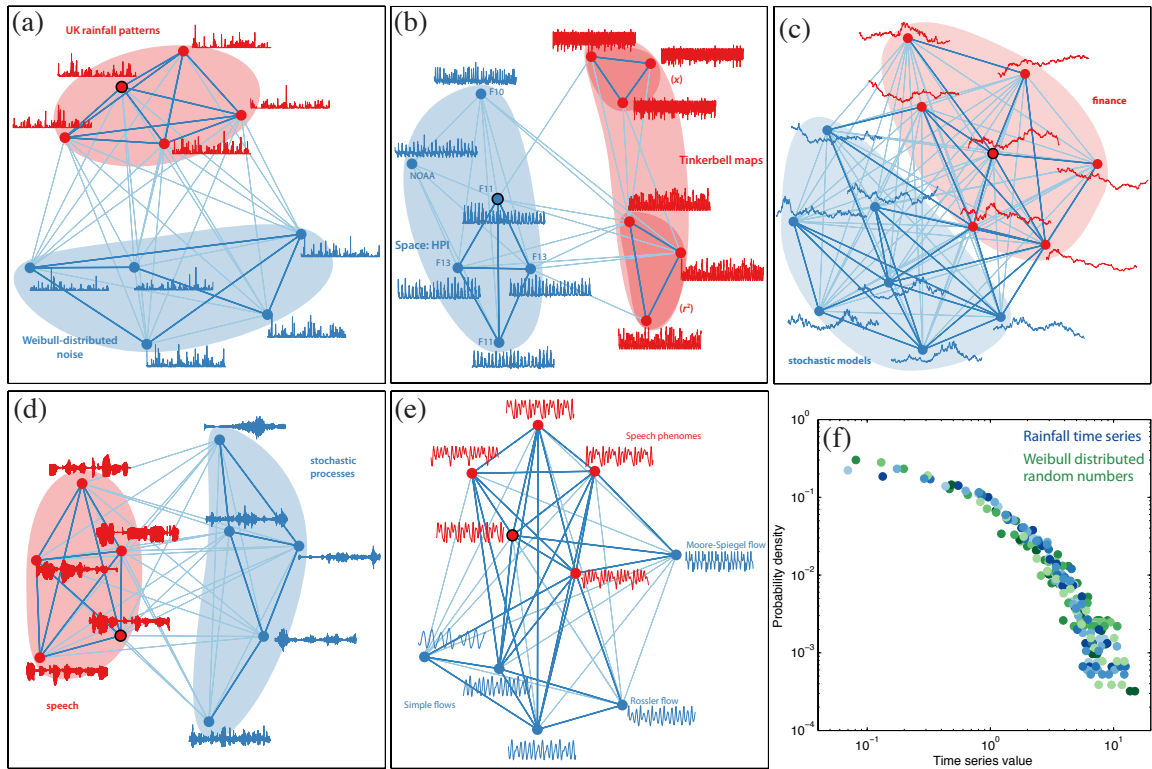 (a)
UK rainfall patterns
Weibull-distributed
noise
(b)
F10
(x)
NOAA
Tinkerbell maps
F11
Space: HPI
F13
F13
(r²)
F11
(c)
finance
stochastic models
(d)
stochastic
processes
speech
(e)
Speech phenomes
Moore-Spiegel flow
Simple flows
Rossler flow
(f)
Rainfall time series
Weibull distributed
random numbers
Probability density
10⁰
10⁻¹
10⁻²
10⁻³
10⁻⁴
10⁻¹
10⁰
10¹
Time series value